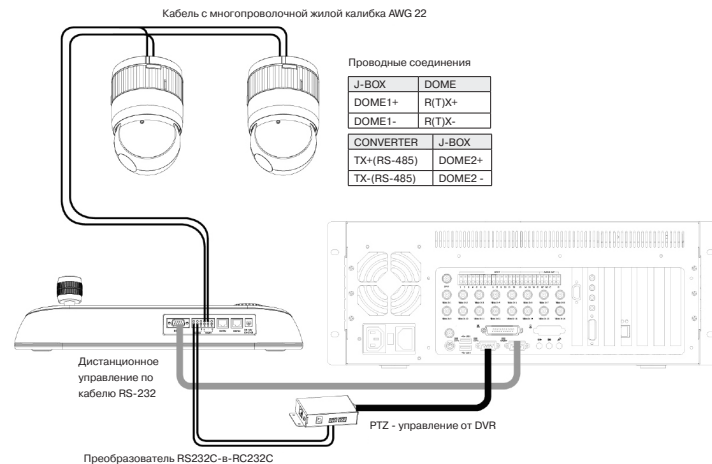 Кабель с многопроволочной жилой калибка AWG 22
Проводные соединения
J-BOX DOME
DOME1+ R(T)X+
DOME1- R(T)X-
CONVERTER J-BOX
TX+(RS-485) DOME2+
TX-(RS-485) DOME2 -
Дистанционное
управление по
кабелю RS-232
PTZ - управление от DVR
Преобразователь RS232C-в-RC232C